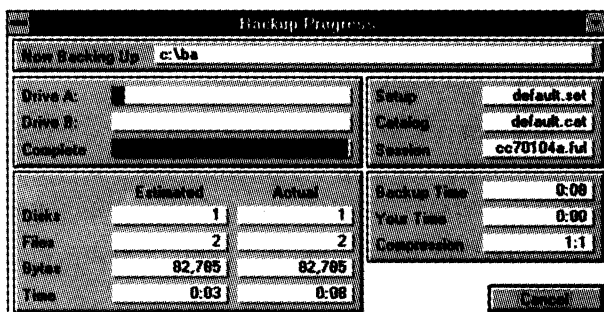 Backup Progress
Now Backing Up c:\ba
Drive A:
Drive B:
Complete
Setup default.set
Catalog default.cat
Session cc70104a.ful
Estimated Actual
Disks 1 1
Files 2 2
Bytes 82,705 82,705
Time 0:03 0:08
Backup Time 0:08
Your Time 0:00
Compression 1:1
Cancel